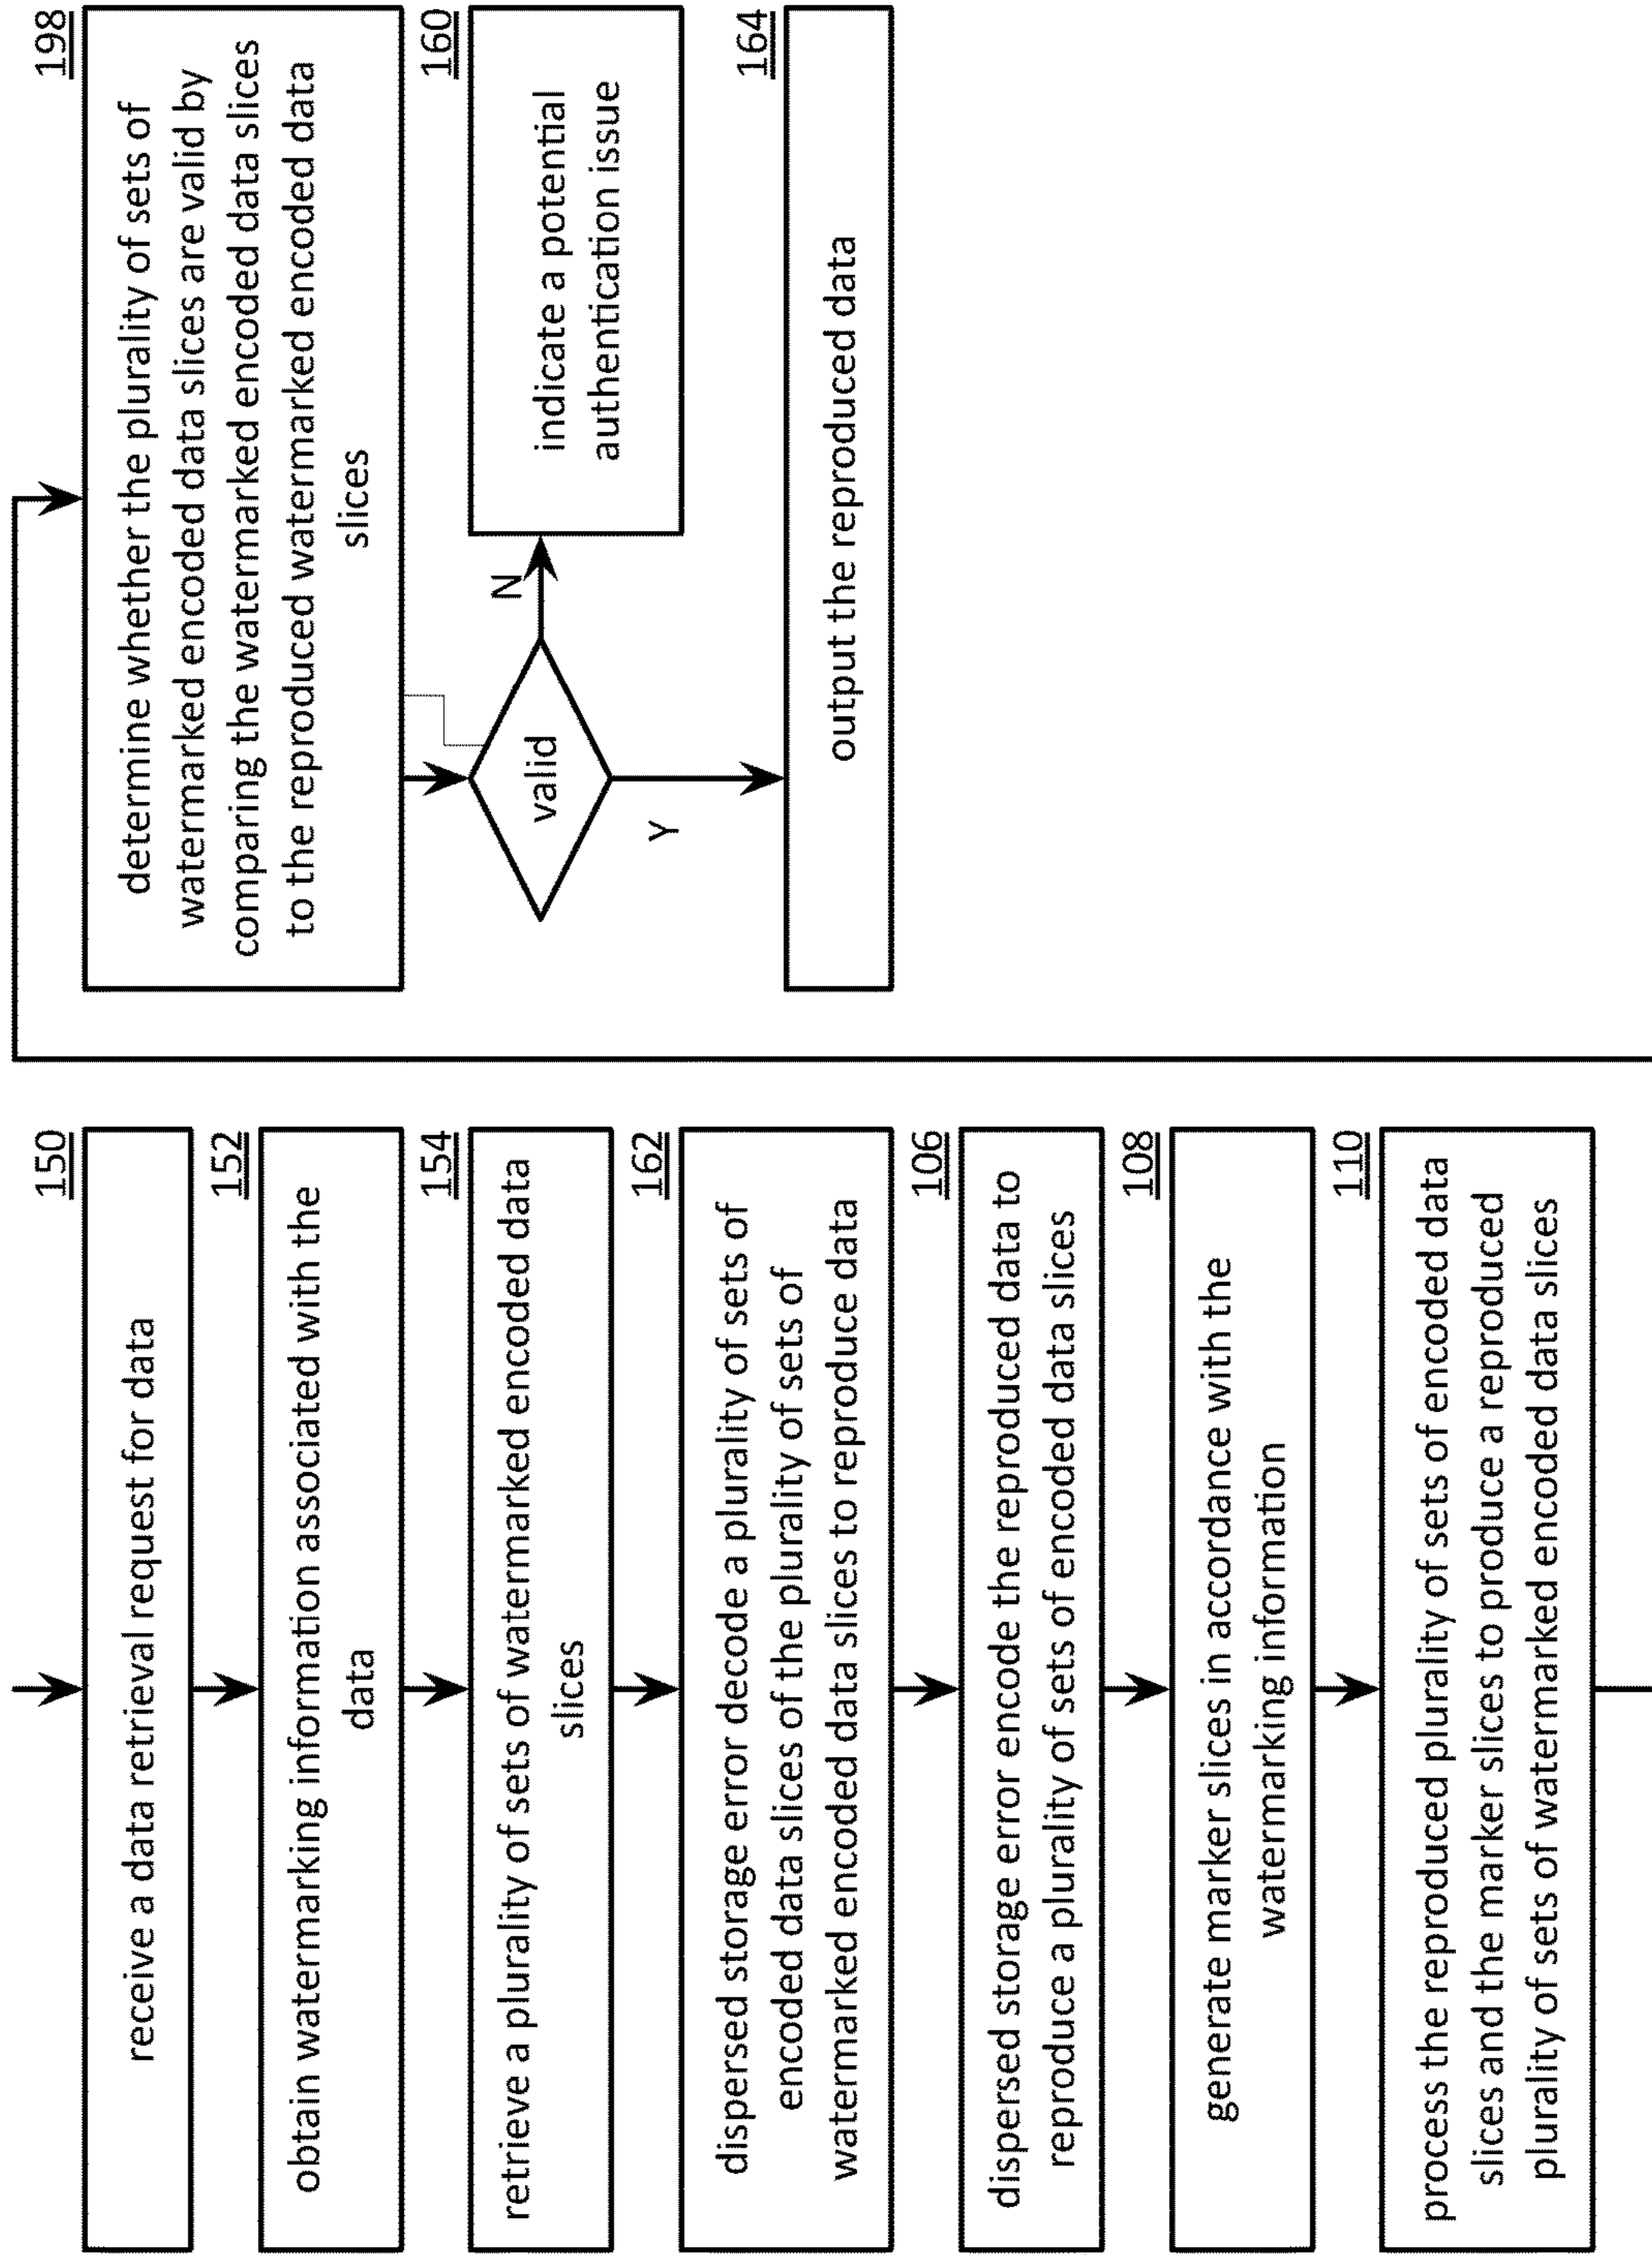 150
receive a data retrieval request for data
152
obtain watermarking information associated with the
data
154
retrieve a plurality of sets of watermarked encoded data
slices
162
dispersed storage error decode a plurality of sets of
encoded data slices of the plurality of sets of
watermarked encoded data slices to reproduce data
106
dispersed storage error encode the reproduced data to
reproduce a plurality of sets of encoded data slices
108
generate marker slices in accordance with the
watermarking information
110
process the reproduced plurality of sets of encoded data
slices and the marker slices to produce a reproduced
plurality of sets of watermarked encoded data slices
198
determine whether the plurality of sets of
watermarked encoded data slices are valid by
comparing the watermarked encoded data slices
to the reproduced watermarked encoded data
slices
valid
N
160
indicate a potential
authentication issue
Y
164
output the reproduced data